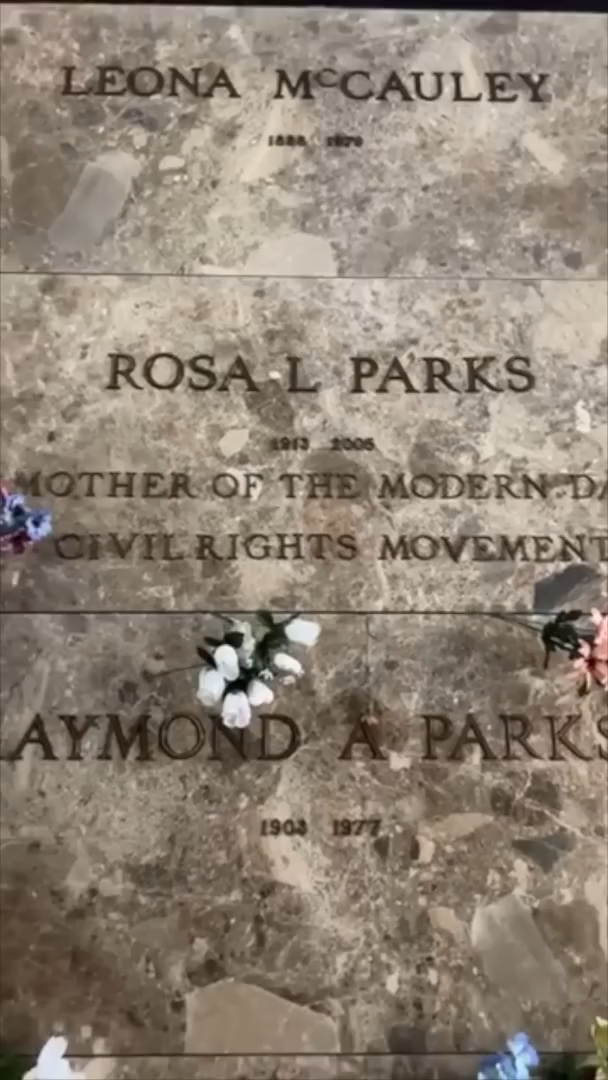 LEONA McCAULEY
1888 1979
ROSA L PARKS
1913 2005
MOTHER OF THE MODERN DA
CIVIL RIGHTS MOVEMENT
AYMOND A PARKS
1903 1977